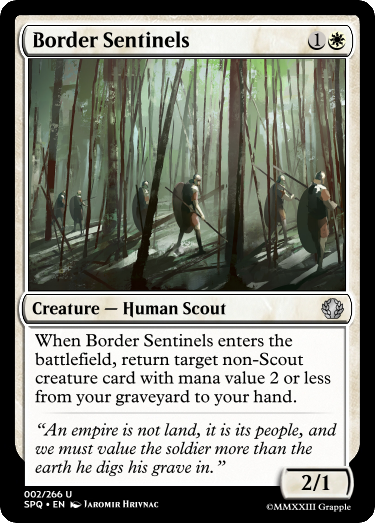 Border Sentinels 1
Creature — Human Scout
When Border Sentinels enters the
battlefield, return target non-Scout
creature card with mana value 2 or less
from your graveyard to your hand.
“An empire is not land, it is its people, and
we must value the soldier more than the
earth he digs his grave in.”
2/1
002/266 U
SPQ • EN Jaromir Hrivnac
©MMXXIII Grapple